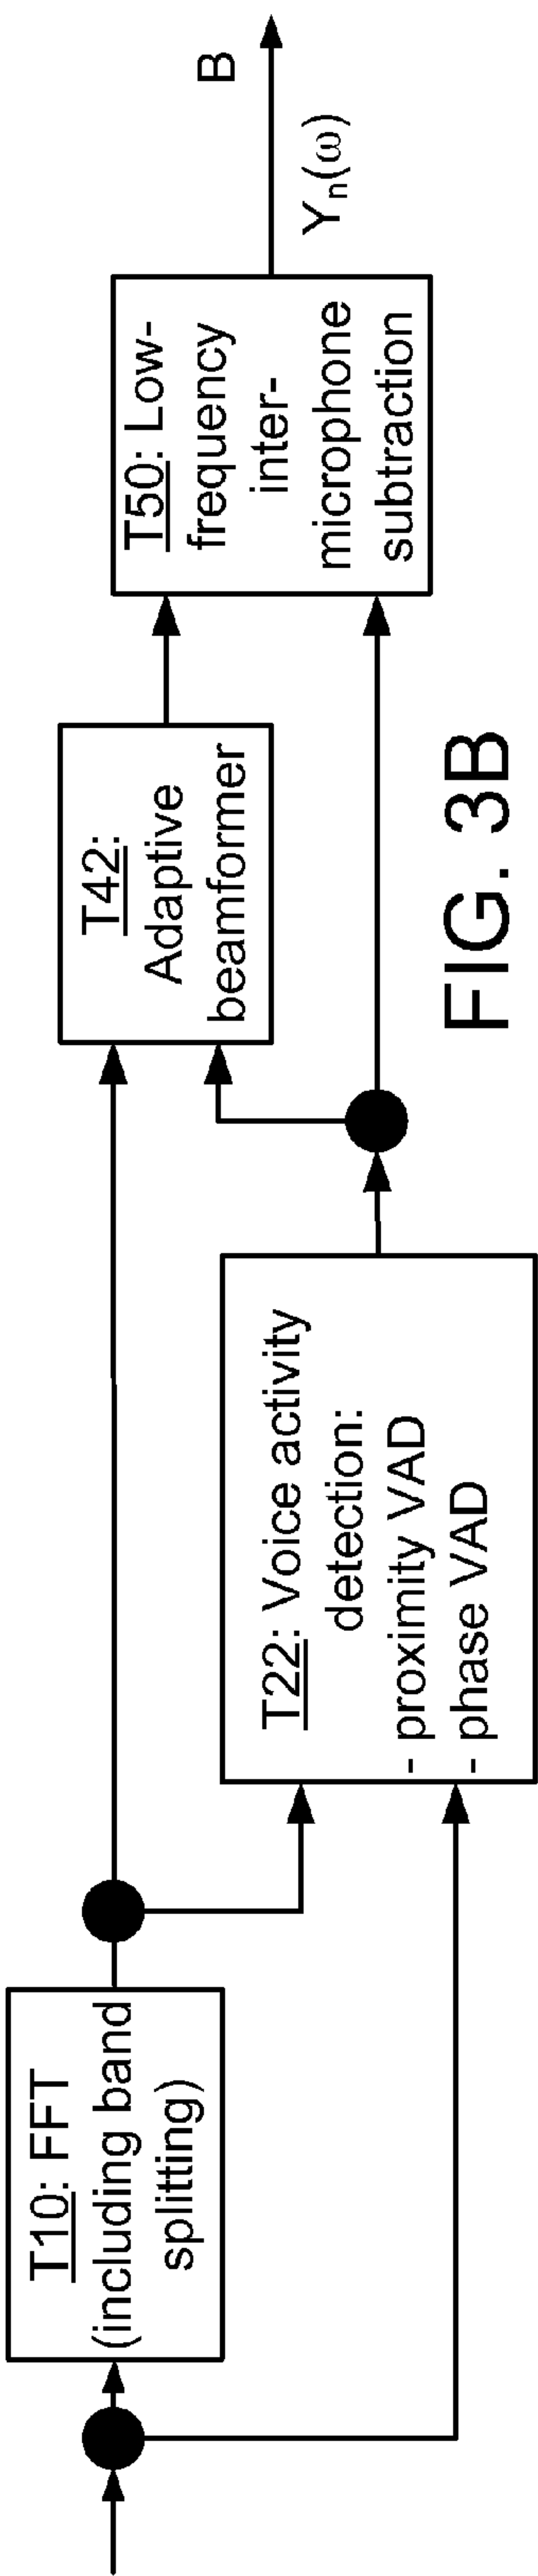 T10: FFT
(including band
splitting)
T22: Voice activity
detection:
- proximity VAD
- phase VAD
T42:
Adaptive
beamformer
T50: Low-
frequency
inter-
microphone
subtraction
B
Yn(ω)
FIG. 3B